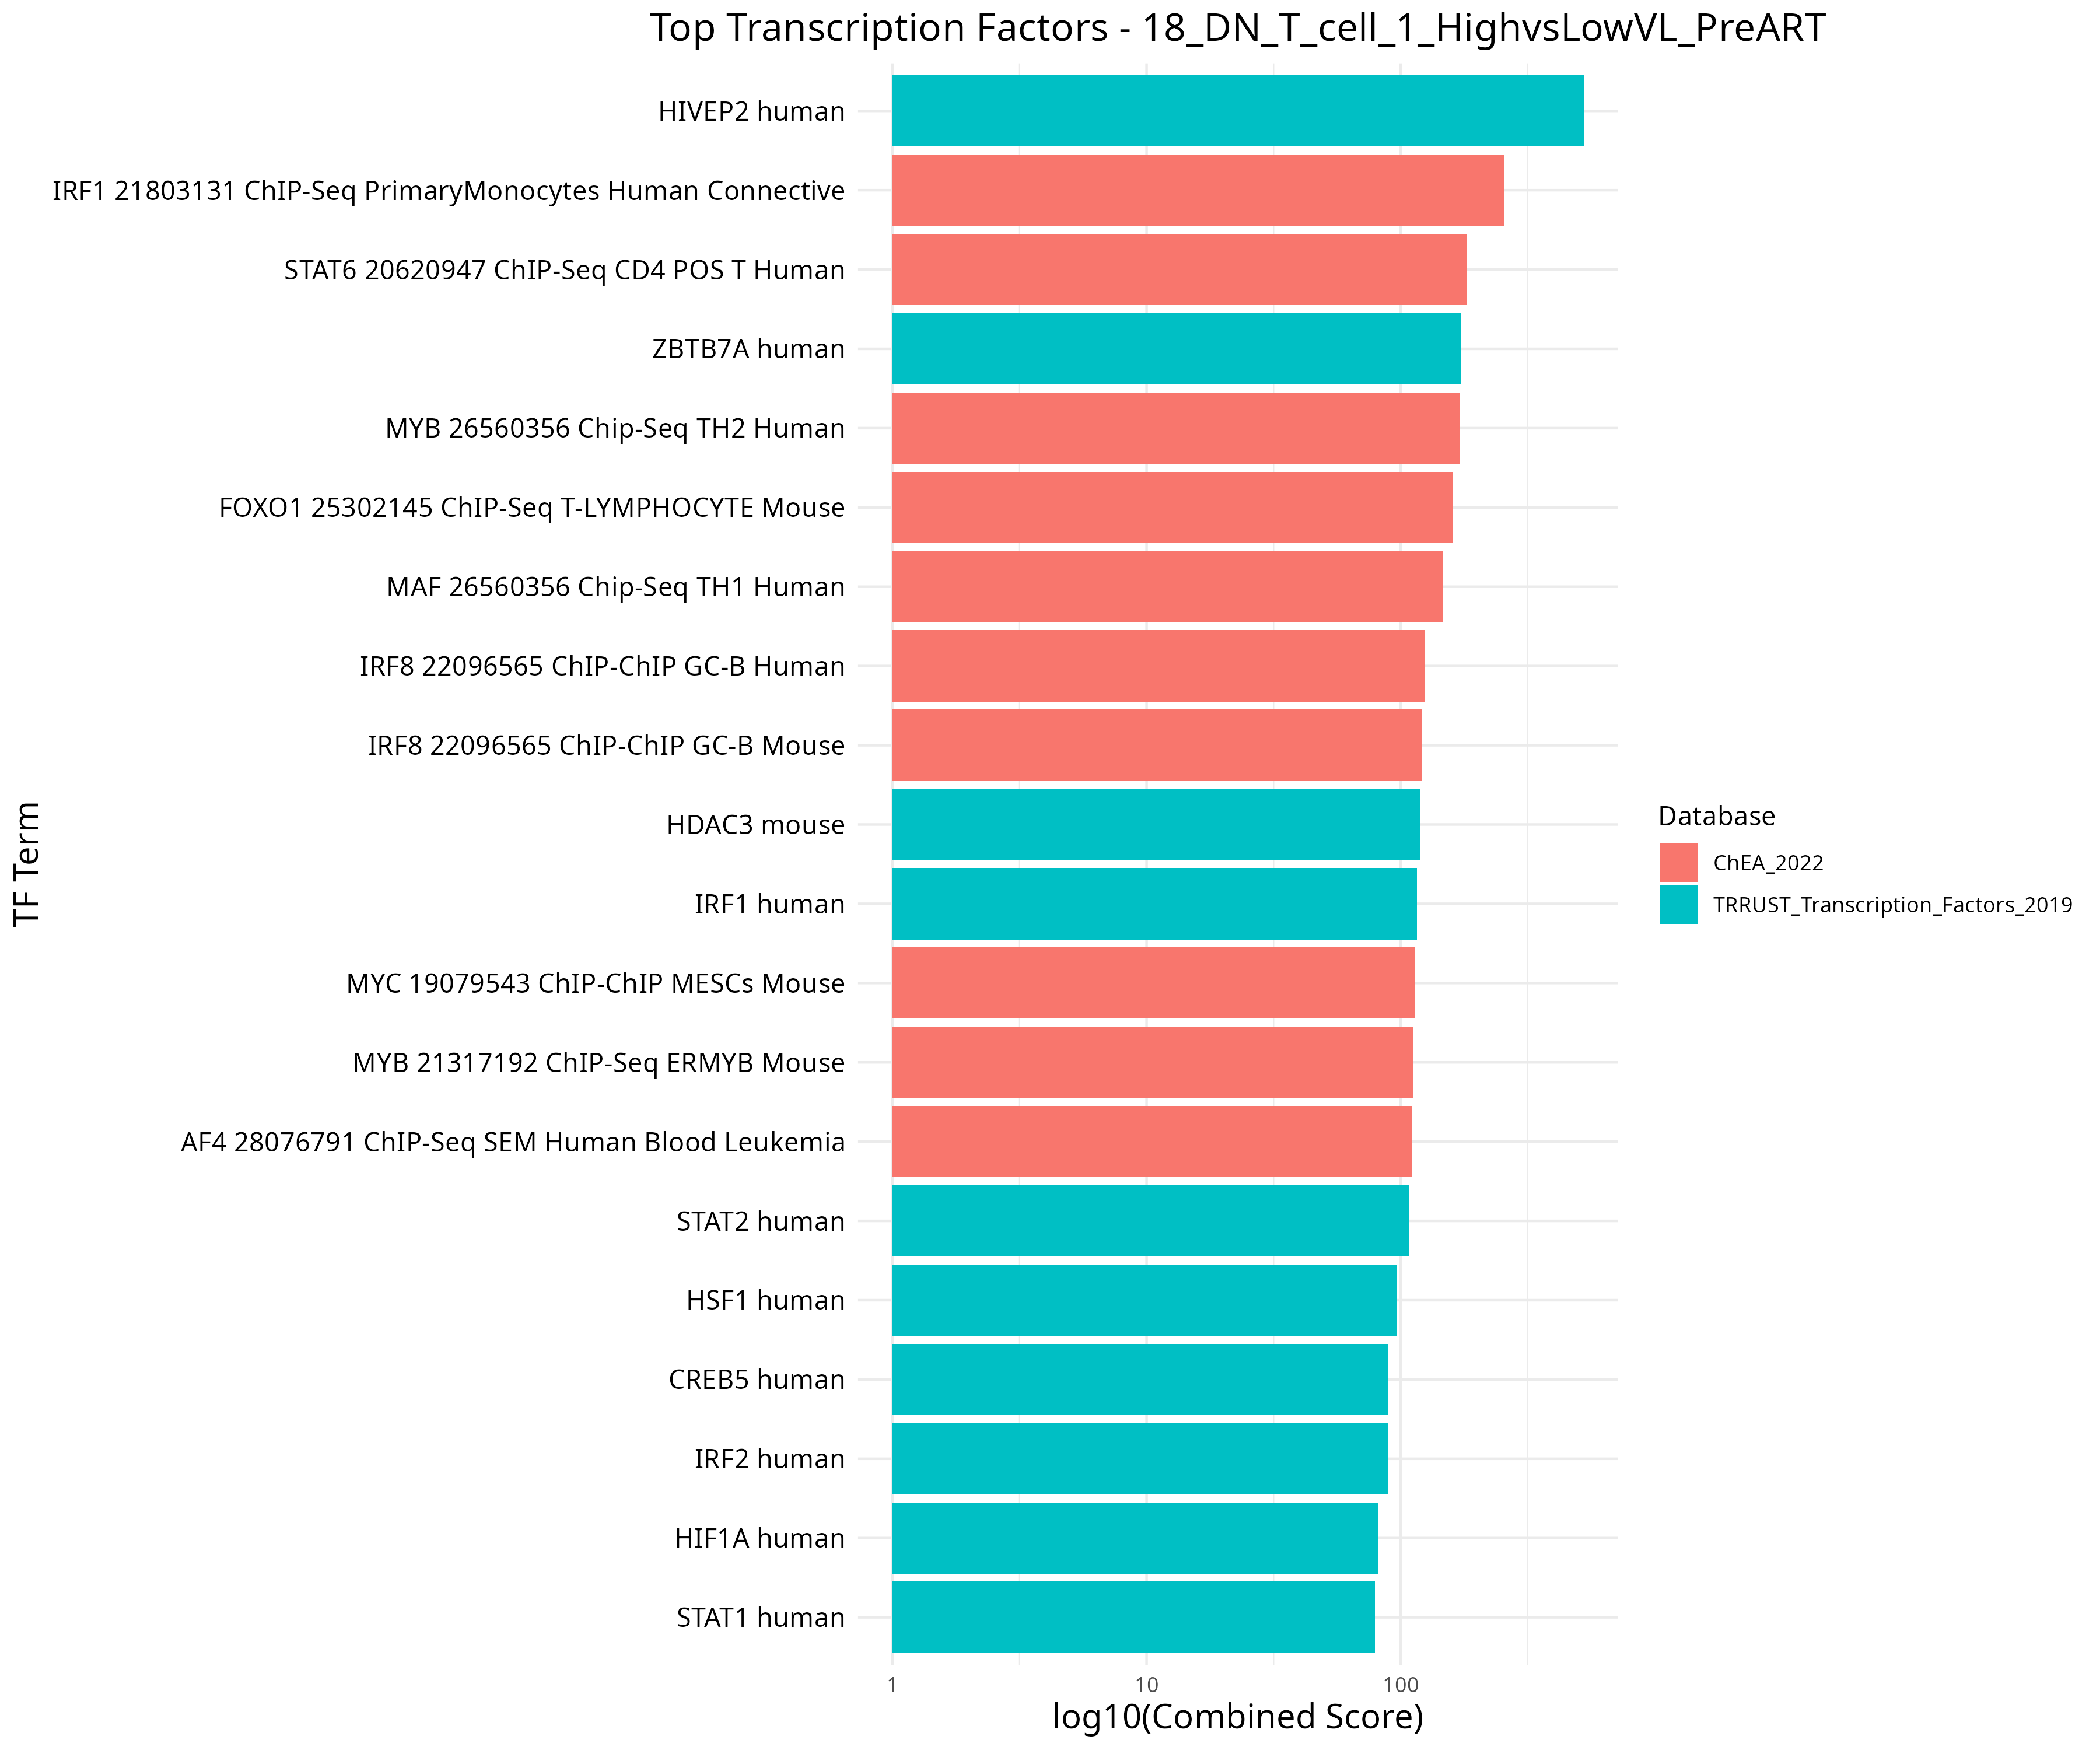 Top Transcription Factors - 18_DN_T_cell_1_HighvsLowVL_PreART
HIVEP2 human
IRF1 21803131 ChIP-Seq PrimaryMonocytes Human Connective
STAT6 20620947 ChIP-Seq CD4 POS T Human
ZBTB7A human
MYB 26560356 Chip-Seq TH2 Human
FOXO1 25302145 ChIP-Seq T-LYMPHOCYTE Mouse
MAF 26560356 Chip-Seq TH1 Human
IRF8 22096565 ChIP-ChIP GC-B Human
IRF8 22096565 ChIP-ChIP GC-B Mouse
HDAC3 mouse
IRF1 human
MYC 19079543 ChIP-ChIP MESCs Mouse
MYB 21317192 ChIP-Seq ERMYB Mouse
AF4 28076791 ChIP-Seq SEM Human Blood Leukemia
STAT2 human
HSF1 human
CREB5 human
IRF2 human
HIF1A human
STAT1 human
TF Term
1 10 100
log10(Combined Score)
Database
ChEA_2022
TRRUST_Transcription_Factors_2019